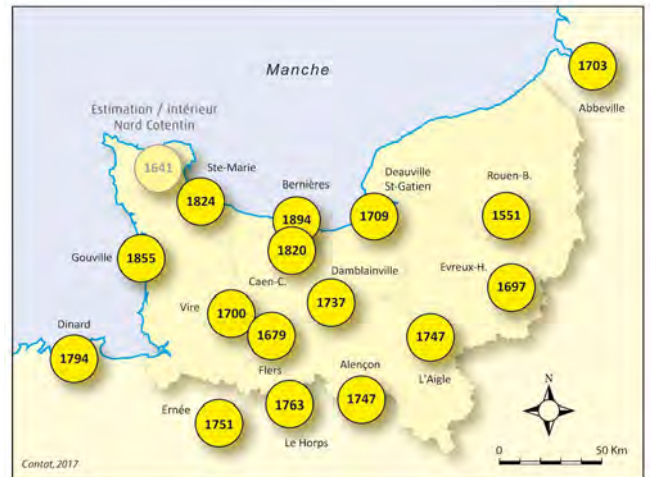 Manche
1703
Abbeville
Estimation / intérieur
Nord Cotentin
1641
Ste-Marie
1824
Bernières
1894
1820
Caen-C.
Deauville
St-Gatien
1709
Rouen-B.
1551
Gouville
1855
Damblainville
1737
Evreux-H.
1697
Vire
1700
1679
Flers
1747
L'Aigle
Dinard
1794
Alençon
1747
Ernée
1751
1763
Le Horps
N
0
50 Km
Cantat, 2017